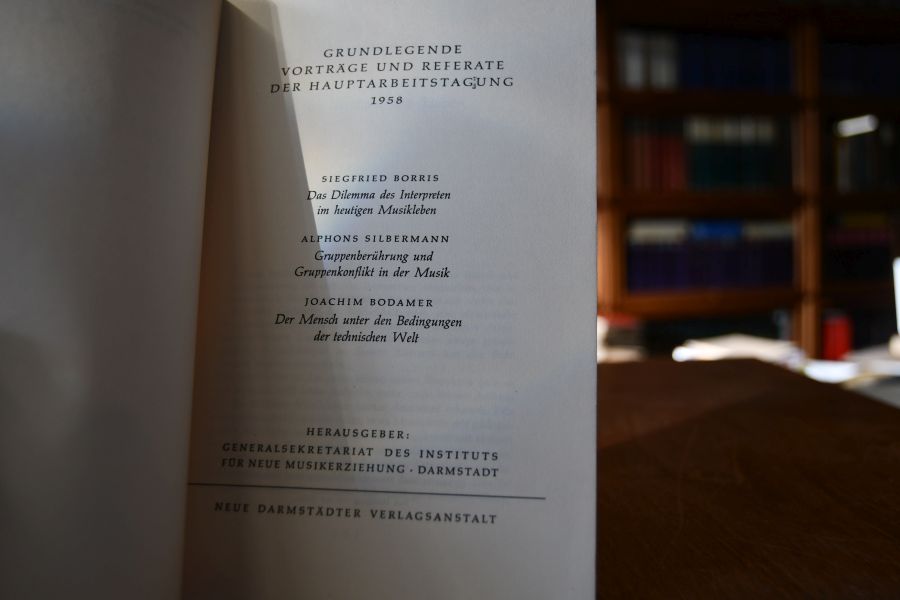 GRUNDLEGENDE
VORTRÄGE UND REFERATE
DER HAUPTARBEITSTAGUNG
1958
SIEGFRIED BORRIS
Das Dilemma des Interpreten
im heutigen Musikleben
ALPHONS SILBERMANN
Gruppenberührung und
Gruppenkonflikt in der Musik
JOACHIM BODAMER
Der Mensch unter den Bedingungen
der technischen Welt
HERAUSGEBER:
GENERALSEKRETARIAT DES INSTITUTS
FÜR NEUE MUSIKERZIEHUNG · DARMSTADT
NEUE DARMSTÄDTER VERLAGSANSTALT